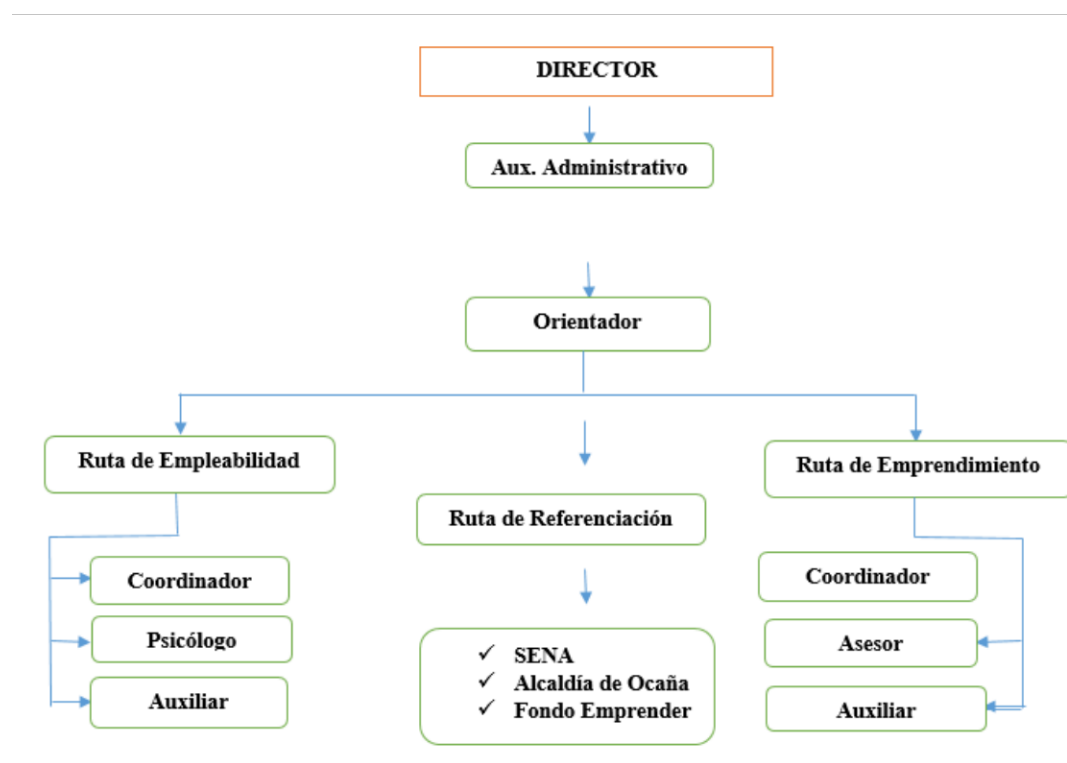 DIRECTOR
Aux. Administrativo
Orientador
Ruta de Empleabilidad
Coordinador
Psicólogo
Auxiliar
Ruta de Referenciación
✓ SENA
✓ Alcaldía de Ocaña
✓ Fondo Emprender
Ruta de Emprendimiento
Coordinador
Asesor
Auxiliar